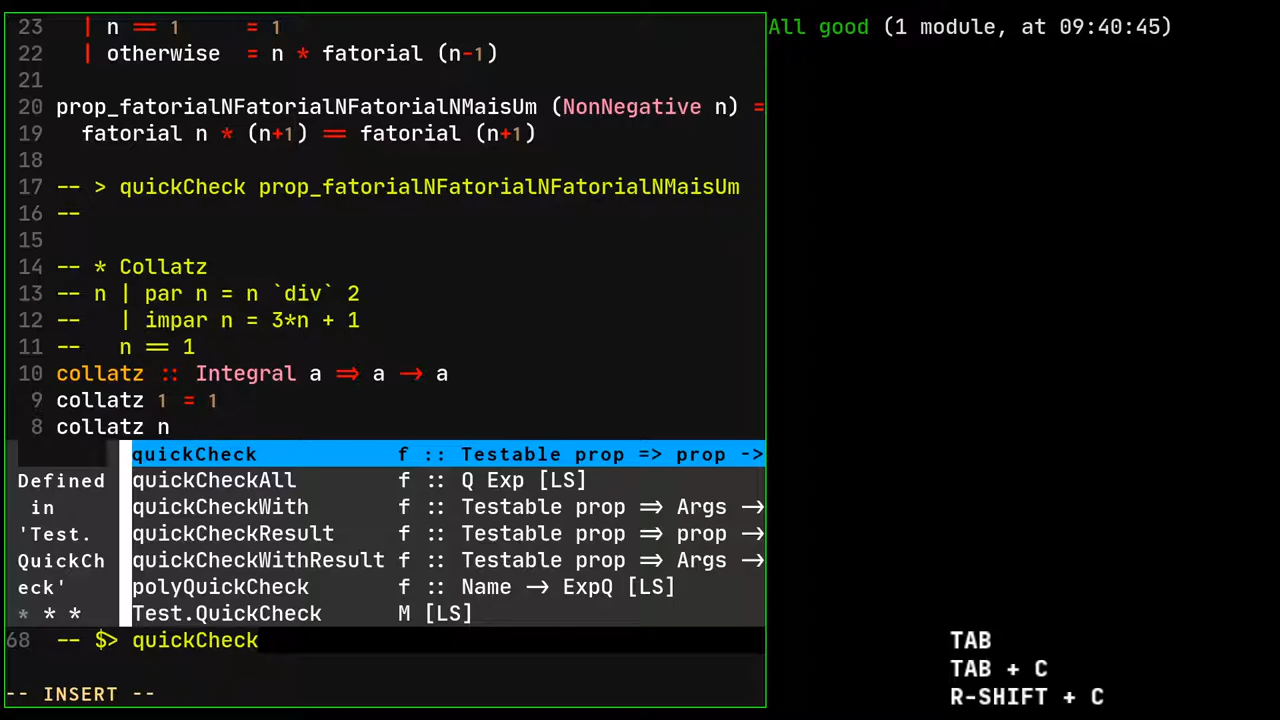 23   | n == 1      = 1
22   | otherwise  = n * fatorial (n-1)
21
20 prop_fatorialNFatorialNFatorialNMaisUm (NonNegative n) =
19   fatorial n * (n+1) == fatorial (n+1)
18
17 -- > quickCheck prop_fatorialNFatorialNFatorialNMaisUm
16 --
15
14 -- * Collatz
13 -- n | par n = n `div` 2
12 --   | impar n = 3*n + 1
11 --   n == 1
10 collatz :: Integral a => a -> a
9 collatz 1 = 1
8 collatz n
quickCheck f :: Testable prop => prop ->
Defined quickCheckAll f :: Q Exp [LS]
in quickCheckWith f :: Testable prop => Args ->
'Test. quickCheckResult f :: Testable prop => prop ->
QuickCh quickCheckWithResult f :: Testable prop => Args ->
eck' polyQuickCheck f :: Name -> ExpQ [LS]
* * * Test.QuickCheck M [LS]
68 -- $> quickCheck
-- INSERT --
All good (1 module, at 09:40:45)
TAB
TAB + C
R-SHIFT + C